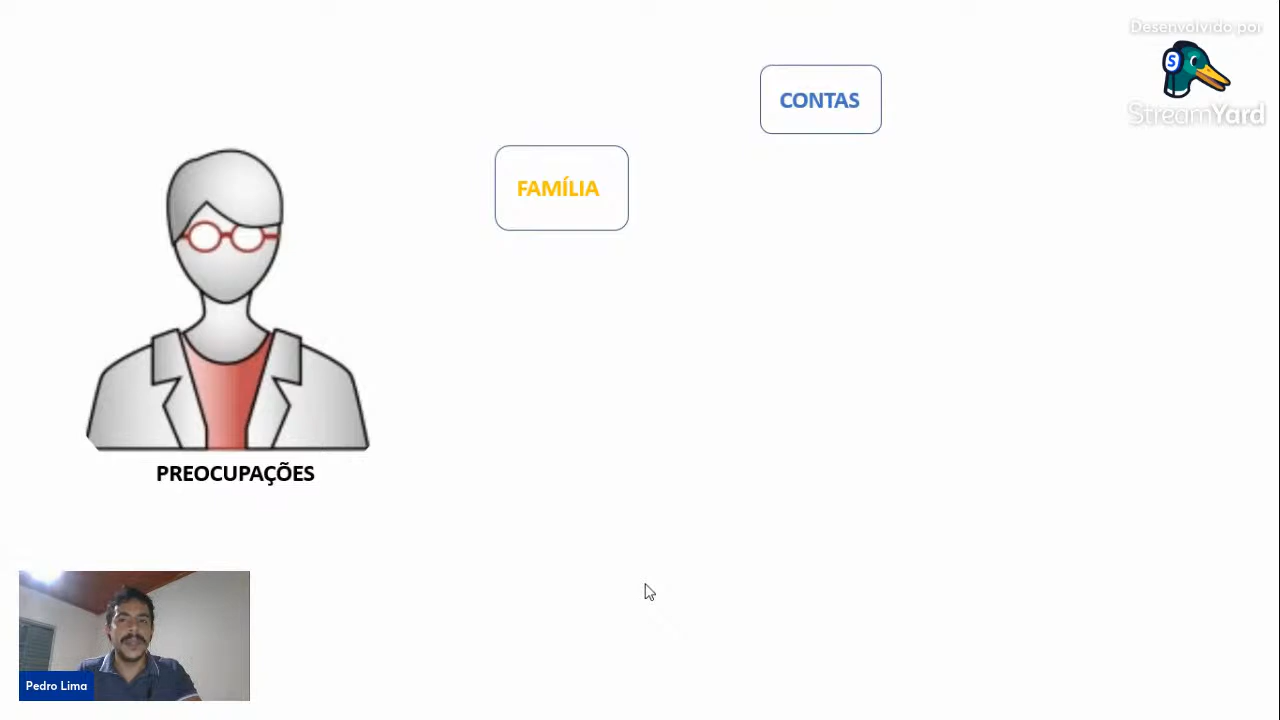 Desenvolvido por
S
StreamYard
CONTAS
FAMÍLIA
PREOCUPAÇÕES
Pedro Lima